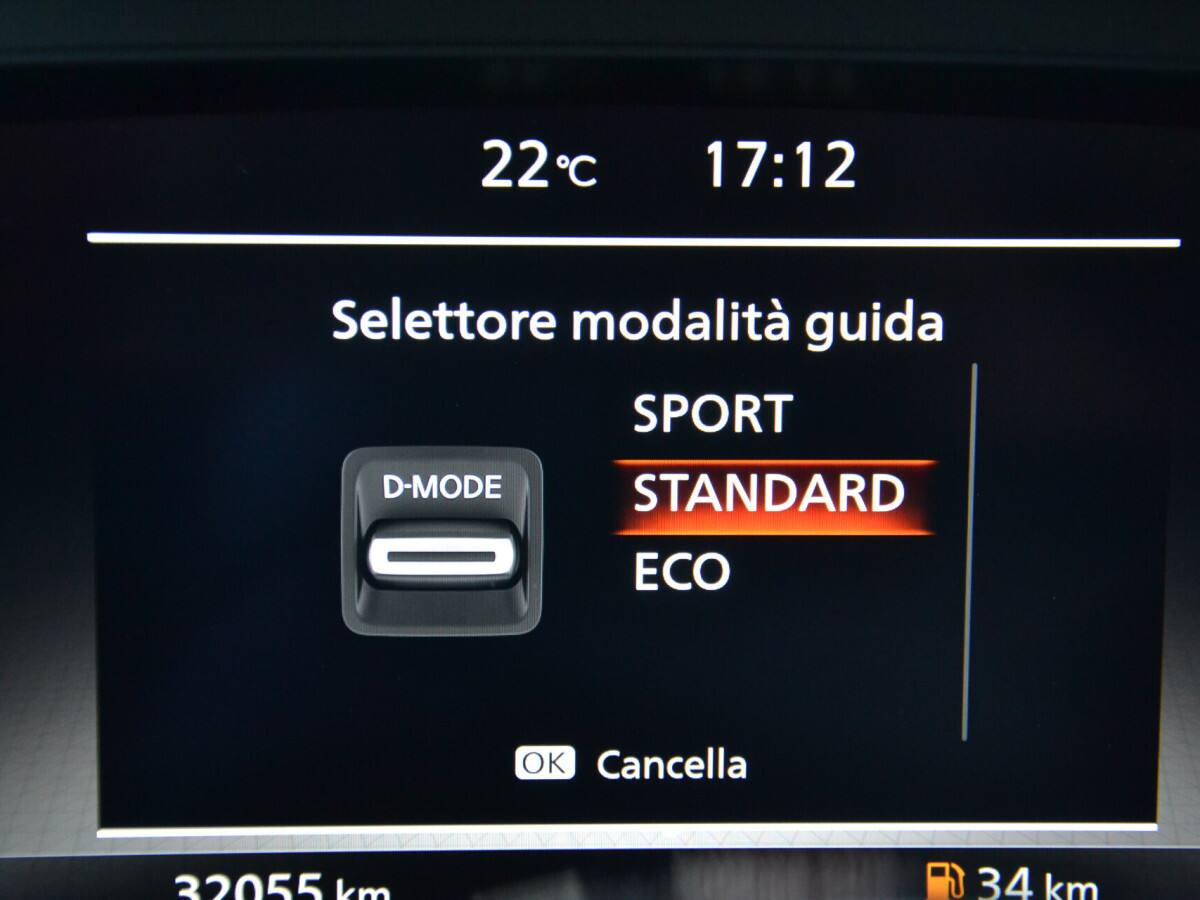 22°C 17:12
Selettore modalità guida
SPORT
D-MODE STANDARD
ECO
OK Cancella
32055 km 34 km